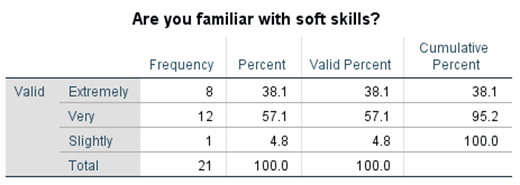 Are you familiar with soft skills?
Cumulative
Frequency Percent Valid Percent Percent
Valid Extremely 8 38.1 38.1 38.1
Very 12 57.1 57.1 95.2
Slightly 1 4.8 4.8 100.0
Total 21 100.0 100.0